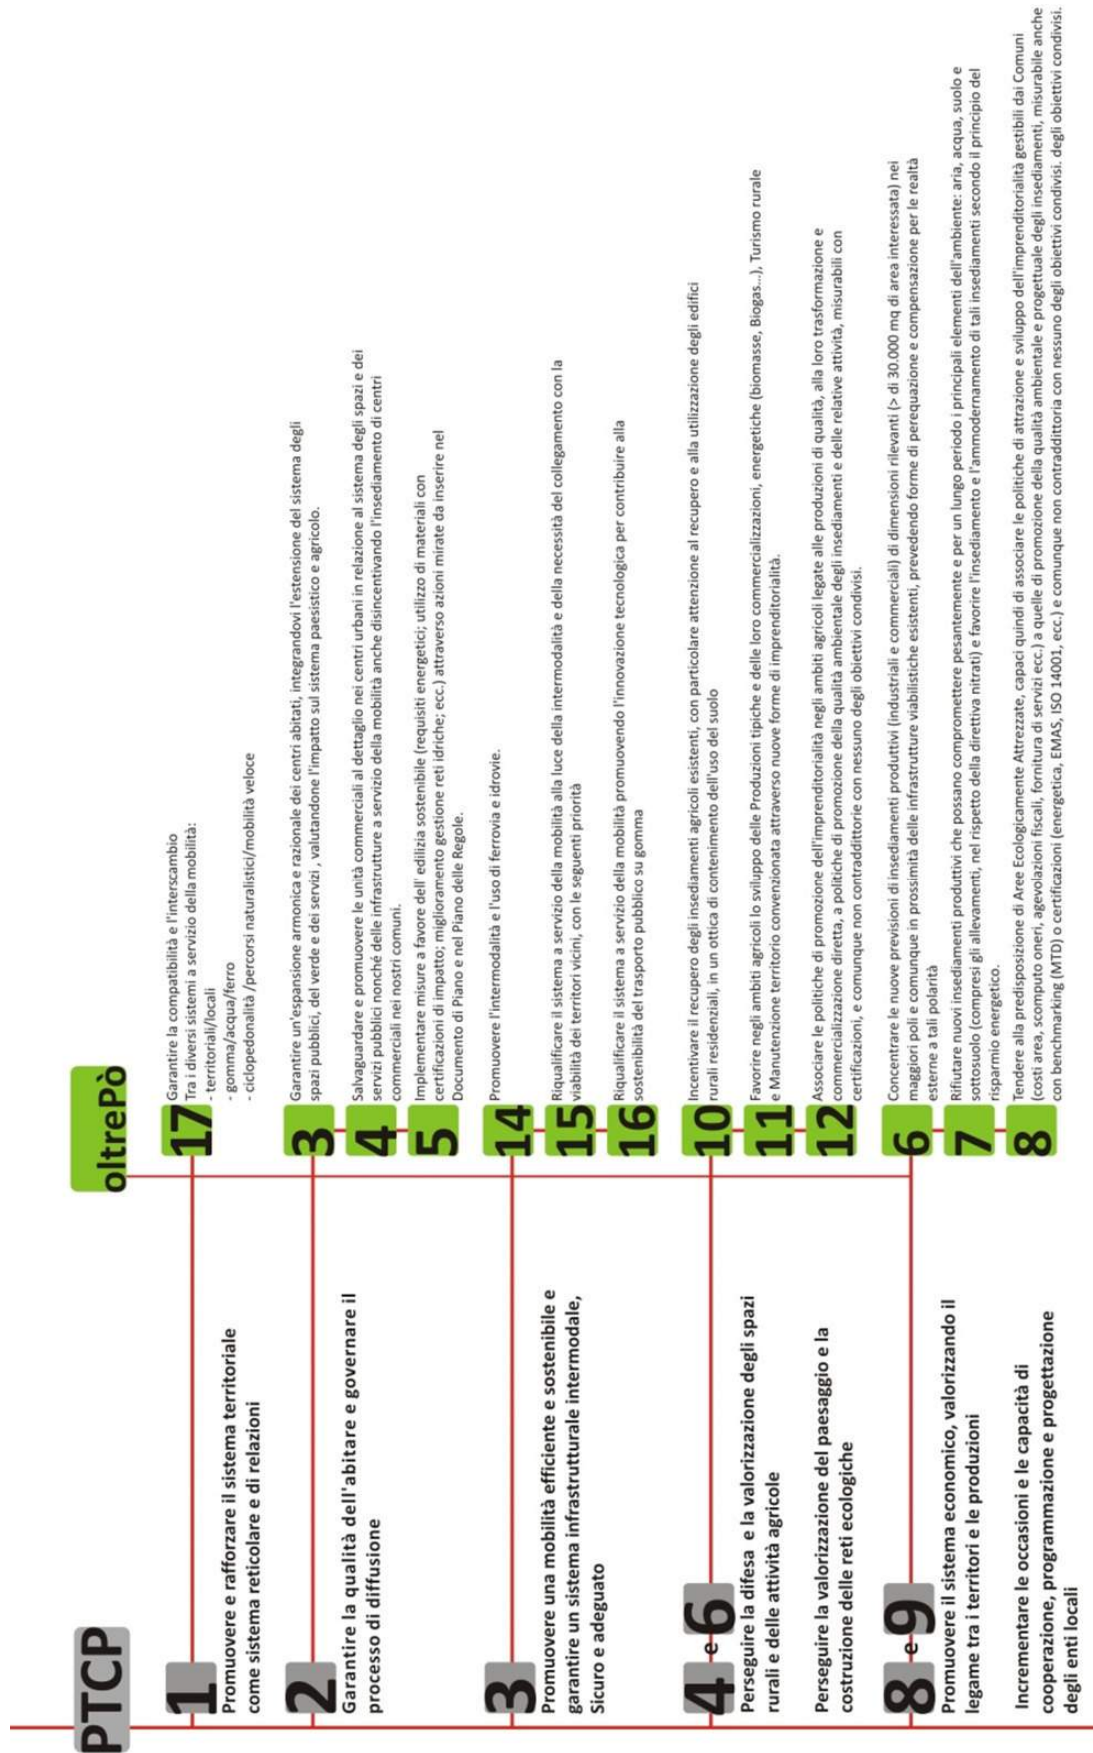 PTCP
oltrePò
1
Promuovere e rafforzare il sistema territoriale
come sistema reticolare e di relazioni
17
Garantire la compatibilità e l'interscambio
Tra i diversi sistemi a servizio della mobilità:
- territoriali/locali
- gomma/acqua/ferro
- ciclopedonalità /percorsi naturalistici/mobilità veloce
2
Garantire la qualità dell'abitare e governare il
processo di diffusione
3
Garantire un'espansione armonica e razionale dei centri abitati, integrandovi l'estensione del sistema degli
spazi pubblici, del verde e dei servizi , valutandone l'impatto sul sistema paesistico e agricolo.
4
Salvaguardare e promuovere le unità commerciali al dettaglio nei centri urbani in relazione al sistema degli spazi e dei
servizi pubblici nonché delle infrastrutture a servizio della mobilità anche disincentivando l'insediamento di centri
commerciali nei nostri comuni.
5
Implementare misure a favore dell' edilizia sostenibile (requisiti energetici; utilizzo di materiali con
certificazioni di impatto; miglioramento gestione reti idriche; ecc.) attraverso azioni mirate da inserire nel
Documento di Piano e nel Piano delle Regole.
3
Promuovere una mobilità efficiente e sostenibile e
garantire un sistema infrastrutturale intermodale,
Sicuro e adeguato
14
Promuovere l'intermodalità e l'uso di ferrovia e idrovie.
15
Riqualificare il sistema a servizio della mobilità alla luce della intermodalità e della necessità del collegamento con la
viabilità dei territori vicini, con le seguenti priorità
16
Riqualificare il sistema a servizio della mobilità promuovendo l'innovazione tecnologica per contribuire alla
sostenibilità del trasporto pubblico su gomma
4 e 6
Perseguire la difesa e la valorizzazione degli spazi
rurali e delle attività agricole
Perseguire la valorizzazione del paesaggio e la
costruzione delle reti ecologiche
10
Incentivare il recupero degli insediamenti agricoli esistenti, con particolare attenzione al recupero e alla utilizzazione degli edifici
rurali residenziali, in un ottica di contenimento dell'uso del suolo
11
Favorire negli ambiti agricoli lo sviluppo delle Produzioni tipiche e delle loro commercializzazioni, energetiche (biomasse, Biogas...), Turismo rurale
e Manutenzione territorio convenzionata attraverso nuove forme di imprenditorialità.
12
Associare le politiche di promozione dell'imprenditorialità negli ambiti agricoli legate alle produzioni di qualità, alla loro trasformazione e
commercializzazione diretta, a politiche di promozione della qualità ambientale degli insediamenti e delle relative attività, misurabili con
certificazioni, e comunque non contraddittorie con nessuno degli obiettivi condivisi.
8 e 9
Promuovere il sistema economico, valorizzando il
legame tra i territori e le produzioni
Incrementare le occasioni e le capacità di
cooperazione, programmazione e progettazione
degli enti locali
6
Concentrare le nuove previsioni di insediamenti produttivi (industriali e commerciali) di dimensioni rilevanti (> di 30.000 mq di area interessata) nei
maggiori poli e comunque in prossimità delle infrastrutture viabilistiche esistenti, prevedendo forme di perequazione e compensazione per le realtà
esterne a tali polarità
7
Rifiutare nuovi insediamenti produttivi che possano compromettere pesantemente e per un lungo periodo i principali elementi dell'ambiente: aria, acqua, suolo e
sottosuolo (compresi gli allevamenti, nel rispetto della direttiva nitrati) e favorire l'insediamento e l'ammodernamento di tali insediamenti secondo il principio del
risparmio energetico.
8
Tendere alla predisposizione di Aree Ecologicamente Attrezzate, capaci quindi di associare le politiche di attrazione e sviluppo dell'imprenditorialità gestibili dai Comuni
(costi area, scomputo oneri, agevolazioni fiscali, fornitura di servizi ecc.) a quelle di promozione della qualità ambientale e progettuale degli insediamenti, misurabile anche
con benchmarking (MTD) o certificazioni (energetica, EMAS, ISO 14001, ecc.) e comunque non contraddittoria con nessuno degli obiettivi condivisi. degli obiettivi condivisi.